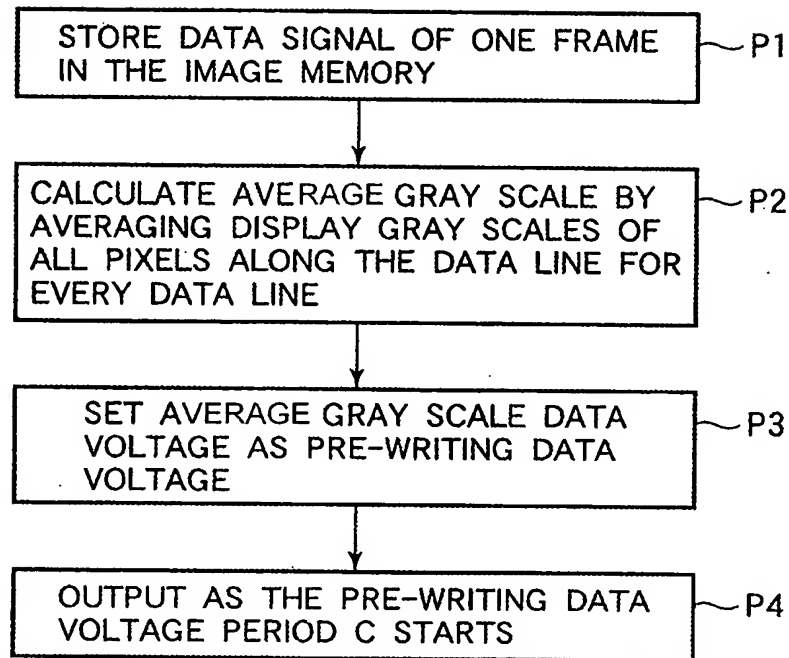 STORE DATA SIGNAL OF ONE FRAME
IN THE IMAGE MEMORY
P1
CALCULATE AVERAGE GRAY SCALE BY
AVERAGING DISPLAY GRAY SCALES OF
ALL PIXELS ALONG THE DATA LINE FOR
EVERY DATA LINE
P2
SET AVERAGE GRAY SCALE DATA
VOLTAGE AS PRE-WRITING DATA
VOLTAGE
P3
OUTPUT AS THE PRE-WRITING DATA
VOLTAGE PERIOD C STARTS
P4